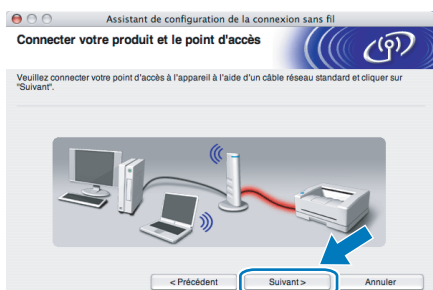 Assistant de configuration de la connexion sans fil
Connecter votre produit et le point d'accès
Veuillez connecter votre point d'accès à l'appareil à l'aide d'un câble réseau standard et cliquer sur
"Suivant".
< Précédent Suivant > Annuler